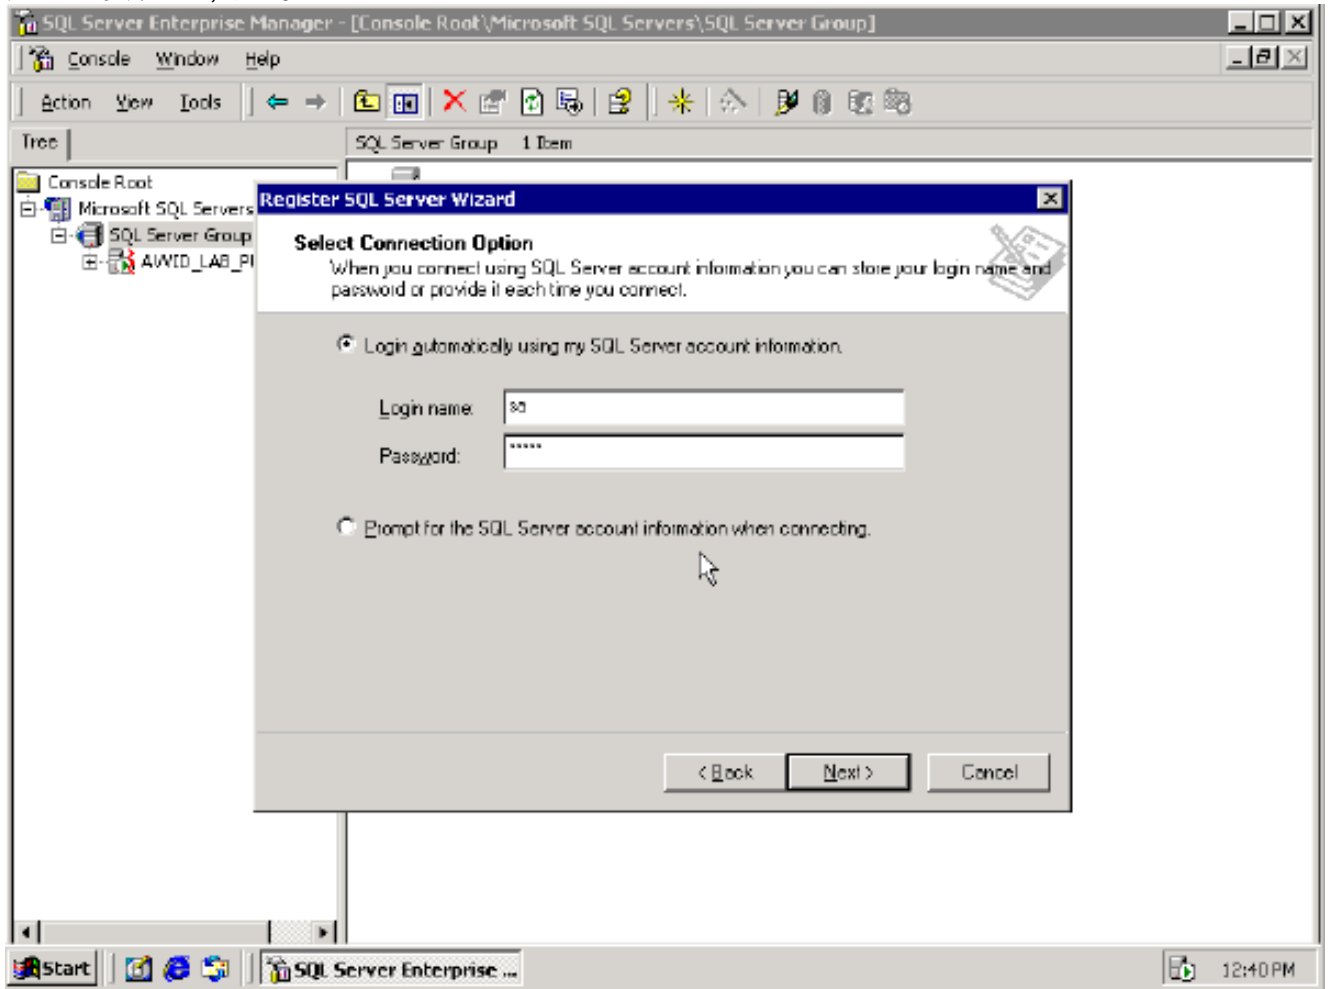 SQL Server Enterprise Manager - [Console Root\Microsoft SQL Servers\SQL Server Group]
Console Window Help
Action View Tools
Tree
SQL Server Group 1 Item
Console Root
Microsoft SQL Servers
SQL Server Group
Register SQL Server Wizard
Select Connection Option
When you connect using SQL Server account information you can store your login name and
password or provide it each time you connect.
Login automatically using my SQL Server account information.
Login name: sa
Password: *****
Prompt for the SQL Server account information when connecting.
< Back Next > Cancel
Start SQL Server Enterprise ... 12:40 PM